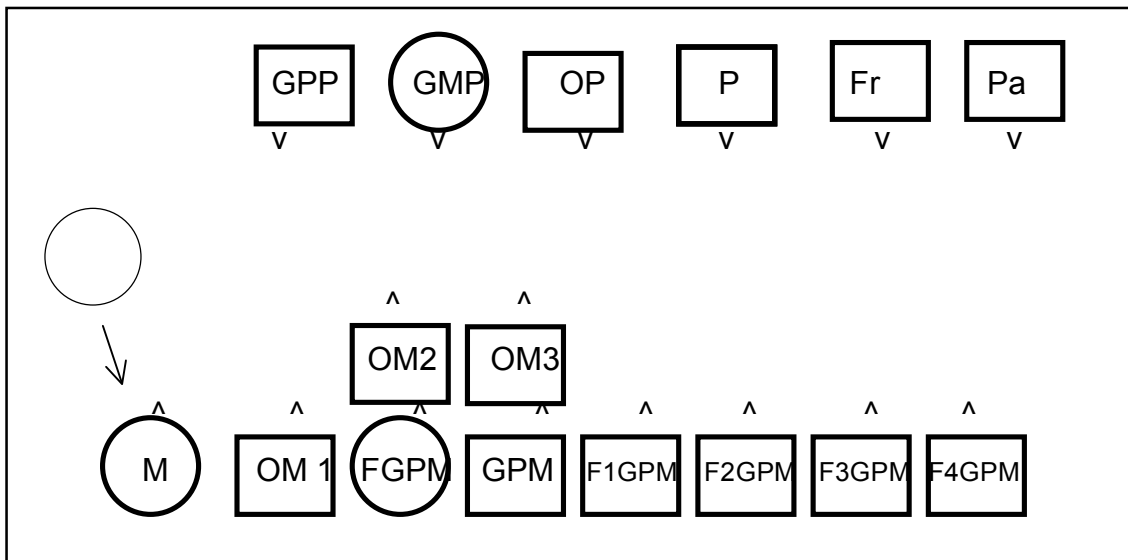 GPP GMP OP P Fr Pa
v v v v v v
^ ^
OM2 OM3
^ ^ ^ ^ ^ ^ ^ ^
M OM 1 FGPM GPM F1GPM F2GPM F3GPM F4GPM